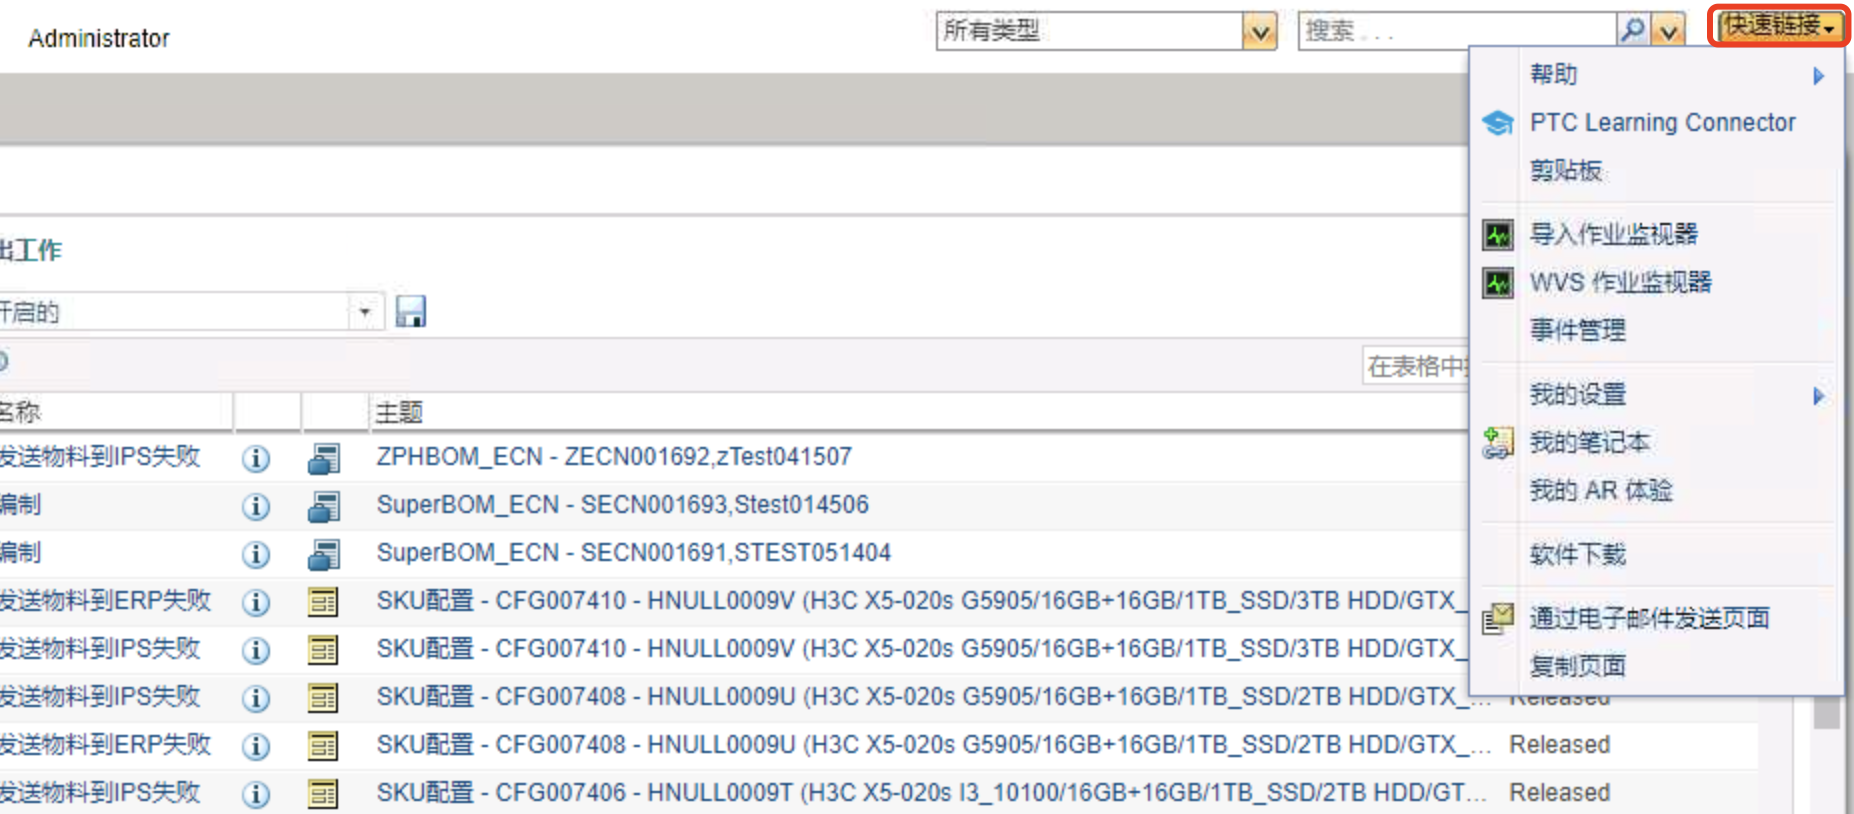 Administrator
所有类型
搜索 . . .
快速链接
帮助
PTC Learning Connector
剪贴板
导入作业监视器
WVS 作业监视器
事件管理
我的设置
我的笔记本
我的 AR 体验
软件下载
通过电子邮件发送页面
复制页面
出工作
开启的
在表格中
名称 主题
发送物料到IPS失败 ZPHBOM_ECN - ZECN001692,zTest041507
编制 SuperBOM_ECN - SECN001693,Stest014506
编制 SuperBOM_ECN - SECN001691,STEST051404
发送物料到ERP失败 SKU配置 - CFG007410 - HNULL0009V (H3C X5-020s G5905/16GB+16GB/1TB_SSD/3TB HDD/GTX_
发送物料到IPS失败 SKU配置 - CFG007410 - HNULL0009V (H3C X5-020s G5905/16GB+16GB/1TB_SSD/3TB HDD/GTX_
发送物料到IPS失败 SKU配置 - CFG007408 - HNULL0009U (H3C X5-020s G5905/16GB+16GB/1TB_SSD/2TB HDD/GTX_... Released
发送物料到ERP失败 SKU配置 - CFG007408 - HNULL0009U (H3C X5-020s G5905/16GB+16GB/1TB_SSD/2TB HDD/GTX_... Released
发送物料到IPS失败 SKU配置 - CFG007406 - HNULL0009T (H3C X5-020s I3_10100/16GB+16GB/1TB_SSD/2TB HDD/GT... Released